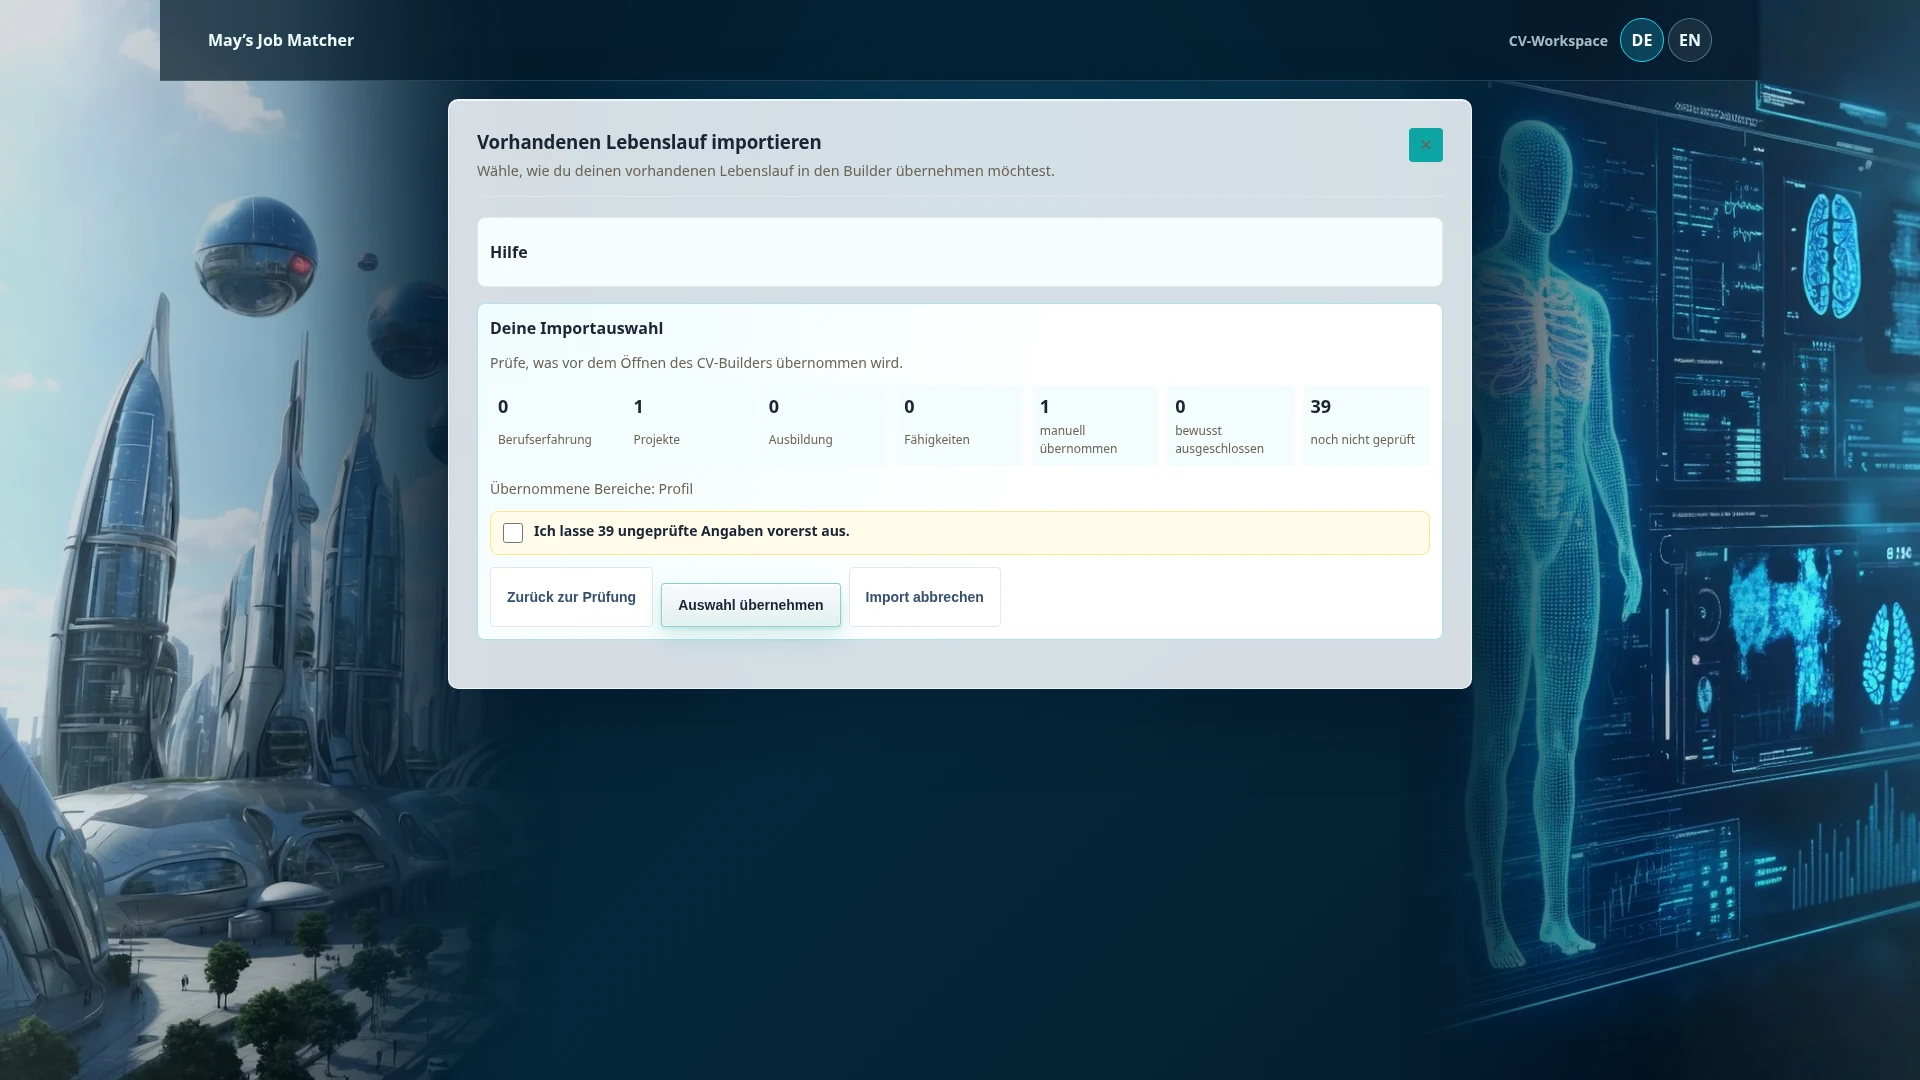 May’s Job Matcher
CV-Workspace
DE
EN
Vorhandenen Lebenslauf importieren
×
Wähle, wie du deinen vorhandenen Lebenslauf in den Builder übernehmen möchtest.
Hilfe
Deine Importauswahl
Prüfe, was vor dem Öffnen des CV-Builders übernommen wird.
0
Berufserfahrung
1
Projekte
0
Ausbildung
0
Fähigkeiten
1
manuell
übernommen
0
bewusst
ausgeschlossen
39
noch nicht geprüft
Übernommene Bereiche: Profil
Ich lasse 39 ungeprüfte Angaben vorerst aus.
Zurück zur Prüfung
Auswahl übernehmen
Import abbrechen